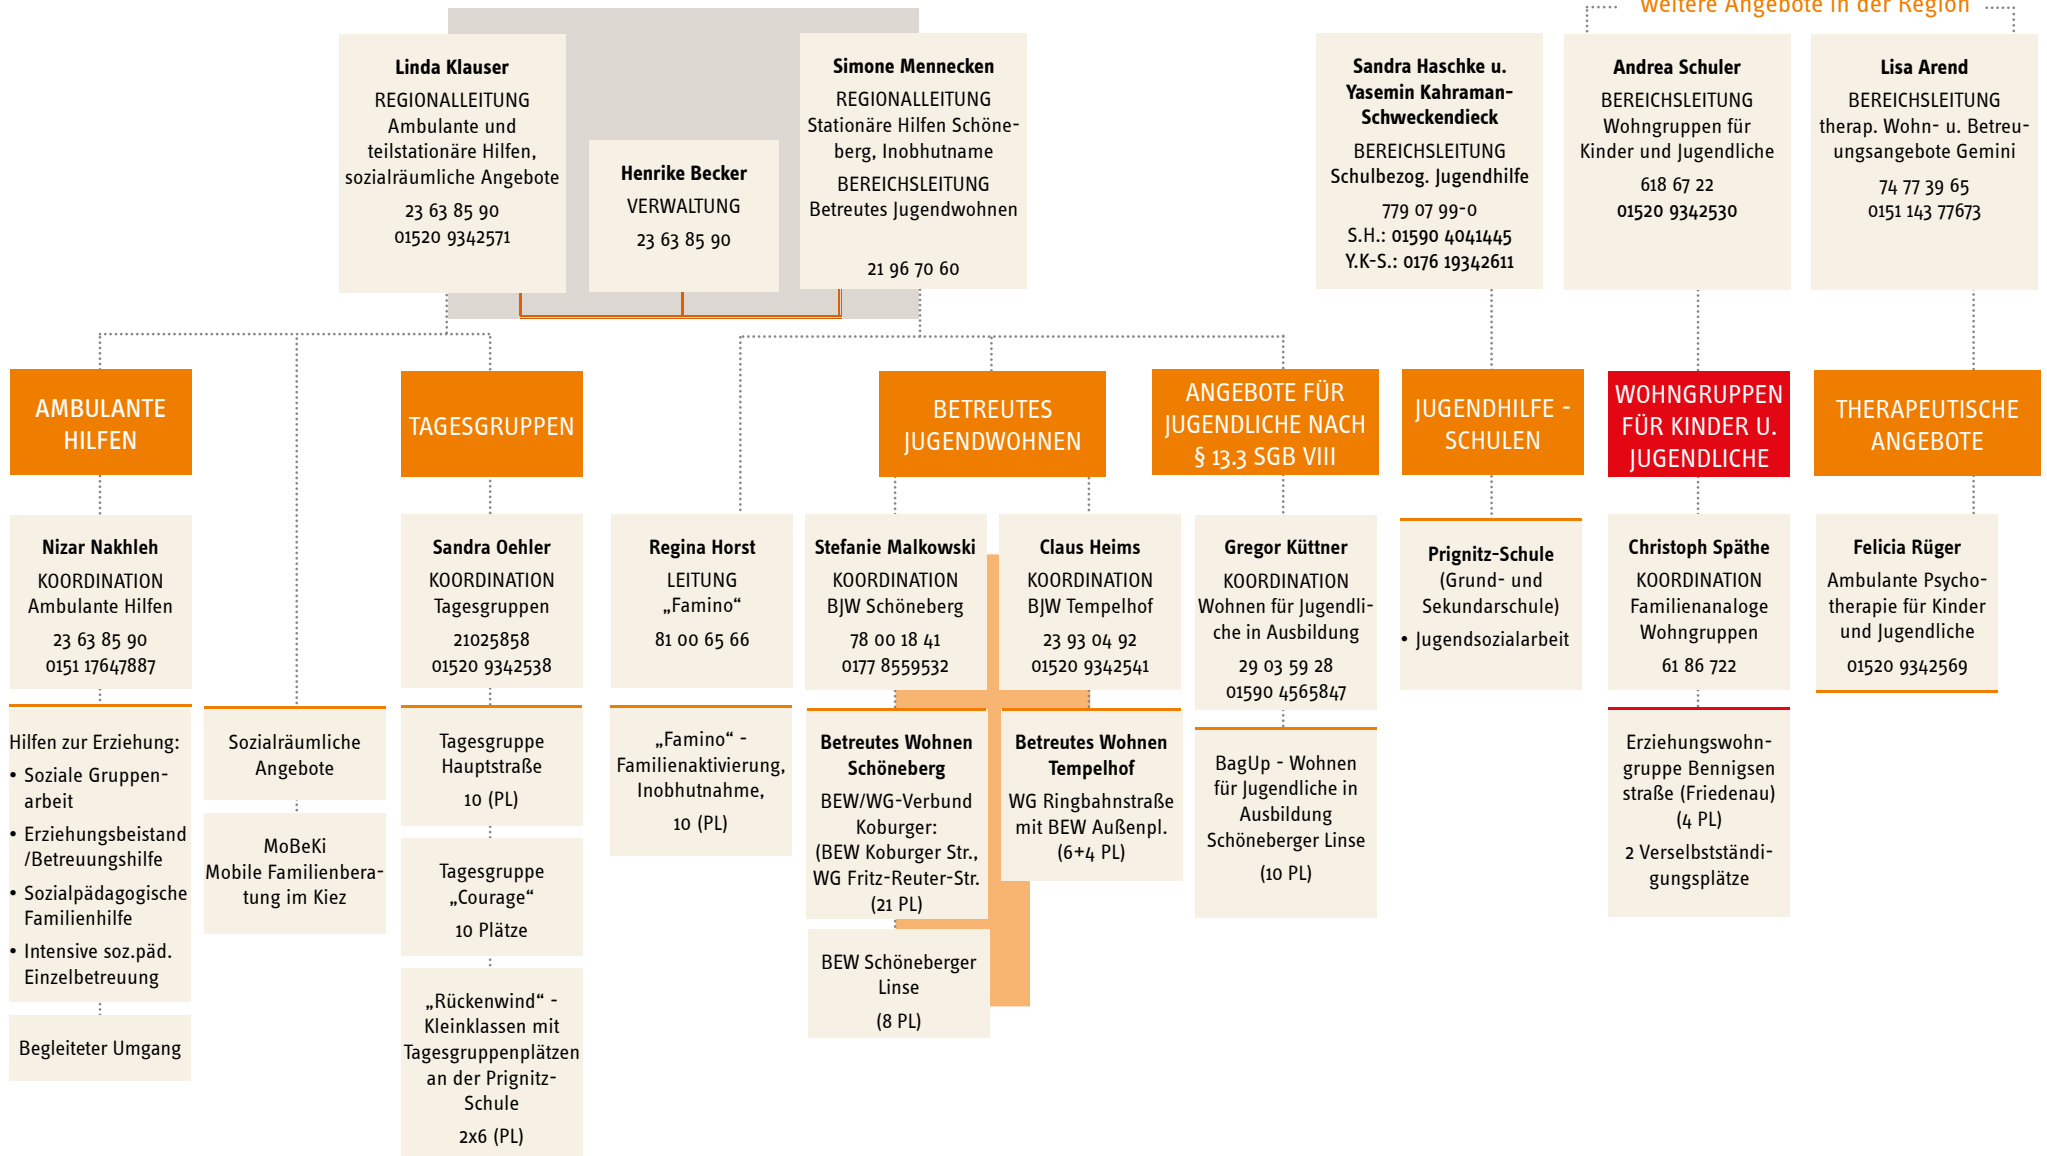 Weitere Angebote in der Region
Linda Klauser
REGIONALLEITUNG
Ambulante und
teilstationäre Hilfen,
sozialräumliche Angebote
23 63 85 90
01520 9342571
Henrike Becker
VERWALTUNG
23 63 85 90
Simone Mennecken
REGIONALLEITUNG
Stationäre Hilfen Schöne-
berg, Inobhutname
BEREICHSLEITUNG
Betreutes Jugendwohnen
21 96 70 60
Sandra Haschke u.
Yasemin Kahraman-
Schweckendieck
BEREICHSLEITUNG
Schulbezog. Jugendhilfe
779 07 99-0
S.H.: 01590 4041445
Y.K-S.: 0176 19342611
Andrea Schuler
BEREICHSLEITUNG
Wohngruppen für
Kinder und Jugendliche
618 67 22
01520 9342530
Lisa Arend
BEREICHSLEITUNG
therap. Wohn- u. Betreu-
ungsangebote Gemini
74 77 39 65
0151 143 77673
AMBULANTE
HILFEN
TAGESGRUPPEN
BETREUTES
JUGENDWOHNEN
ANGEBOTE FÜR
JUGENDLICHE NACH
§ 13.3 SGB VIII
JUGENDHILFE -
SCHULEN
WOHNGRUPPEN
FÜR KINDER U.
JUGENDLICHE
THERAPEUTISCHE
ANGEBOTE
Nizar Nakhleh
KOORDINATION
Ambulante Hilfen
23 63 85 90
0151 17647887
Sandra Oehler
KOORDINATION
Tagesgruppen
21025858
01520 9342538
Regina Horst
LEITUNG
„Famino“
81 00 65 66
Stefanie Malkowski
KOORDINATION
BJW Schöneberg
78 00 18 41
0177 8559532
Claus Heims
KOORDINATION
BJW Tempelhof
23 93 04 92
01520 9342541
Gregor Küttner
KOORDINATION
Wohnen für Jugendli-
che in Ausbildung
29 03 59 28
01590 4565847
Prignitz-Schule
(Grund- und
Sekundarschule)
• Jugendsozialarbeit
Christoph Späthe
KOORDINATION
Familienanaloge
Wohngruppen
61 86 722
Felicia Rüger
Ambulante Psycho-
therapie für Kinder
und Jugendliche
01520 9342569
Hilfen zur Erziehung:
• Soziale Gruppen-
arbeit
• Erziehungsbeistand
/Betreuungshilfe
• Sozialpädagogische
Familienhilfe
• Intensive soz.päd.
Einzelbetreuung
Begleiteter Umgang
Sozialräumliche
Angebote
MoBeKi
Mobile Familienbera-
tung im Kiez
Tagesgruppe
Hauptstraße
10 (PL)
Tagesgruppe
„Courage“
10 Plätze
„Rückenwind“ -
Kleinklassen mit
Tagesgruppenplätzen
an der Prignitz-
Schule
2x6 (PL)
„Famino“ -
Familienaktivierung,
Inobhutnahme,
10 (PL)
Betreutes Wohnen
Schöneberg
BEW/WG-Verbund
Koburger:
(BEW Koburger Str.,
WG Fritz-Reuter-Str.
(21 PL)
BEW Schöneberger
Linse
(8 PL)
Betreutes Wohnen
Tempelhof
WG Ringbahnstraße
mit BEW Außenpl.
(6+4 PL)
BagUp - Wohnen
für Jugendliche in
Ausbildung
Schöneberger Linse
(10 PL)
Erziehungswohn-
gruppe Bennigsen
straße (Friedenau)
(4 PL)
2 Verselbstständi-
gungsplätze